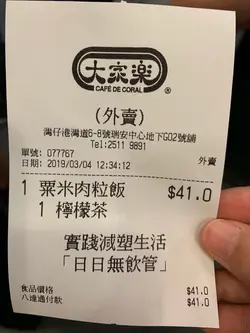 大家樂
CAFÉ DE CORAL ®
(外賣)
灣仔港灣道6-8號瑞安中心地下G02號舖
Tel:2511 9891
單號: 077767 外賣
日期: 2019/03/04 12:34:12
1 粟米肉粒飯 $41.0
1 檸檬茶
實踐減塑生活
「日日無飲管」
食品價格 $41.0
八達通付款 $41.0